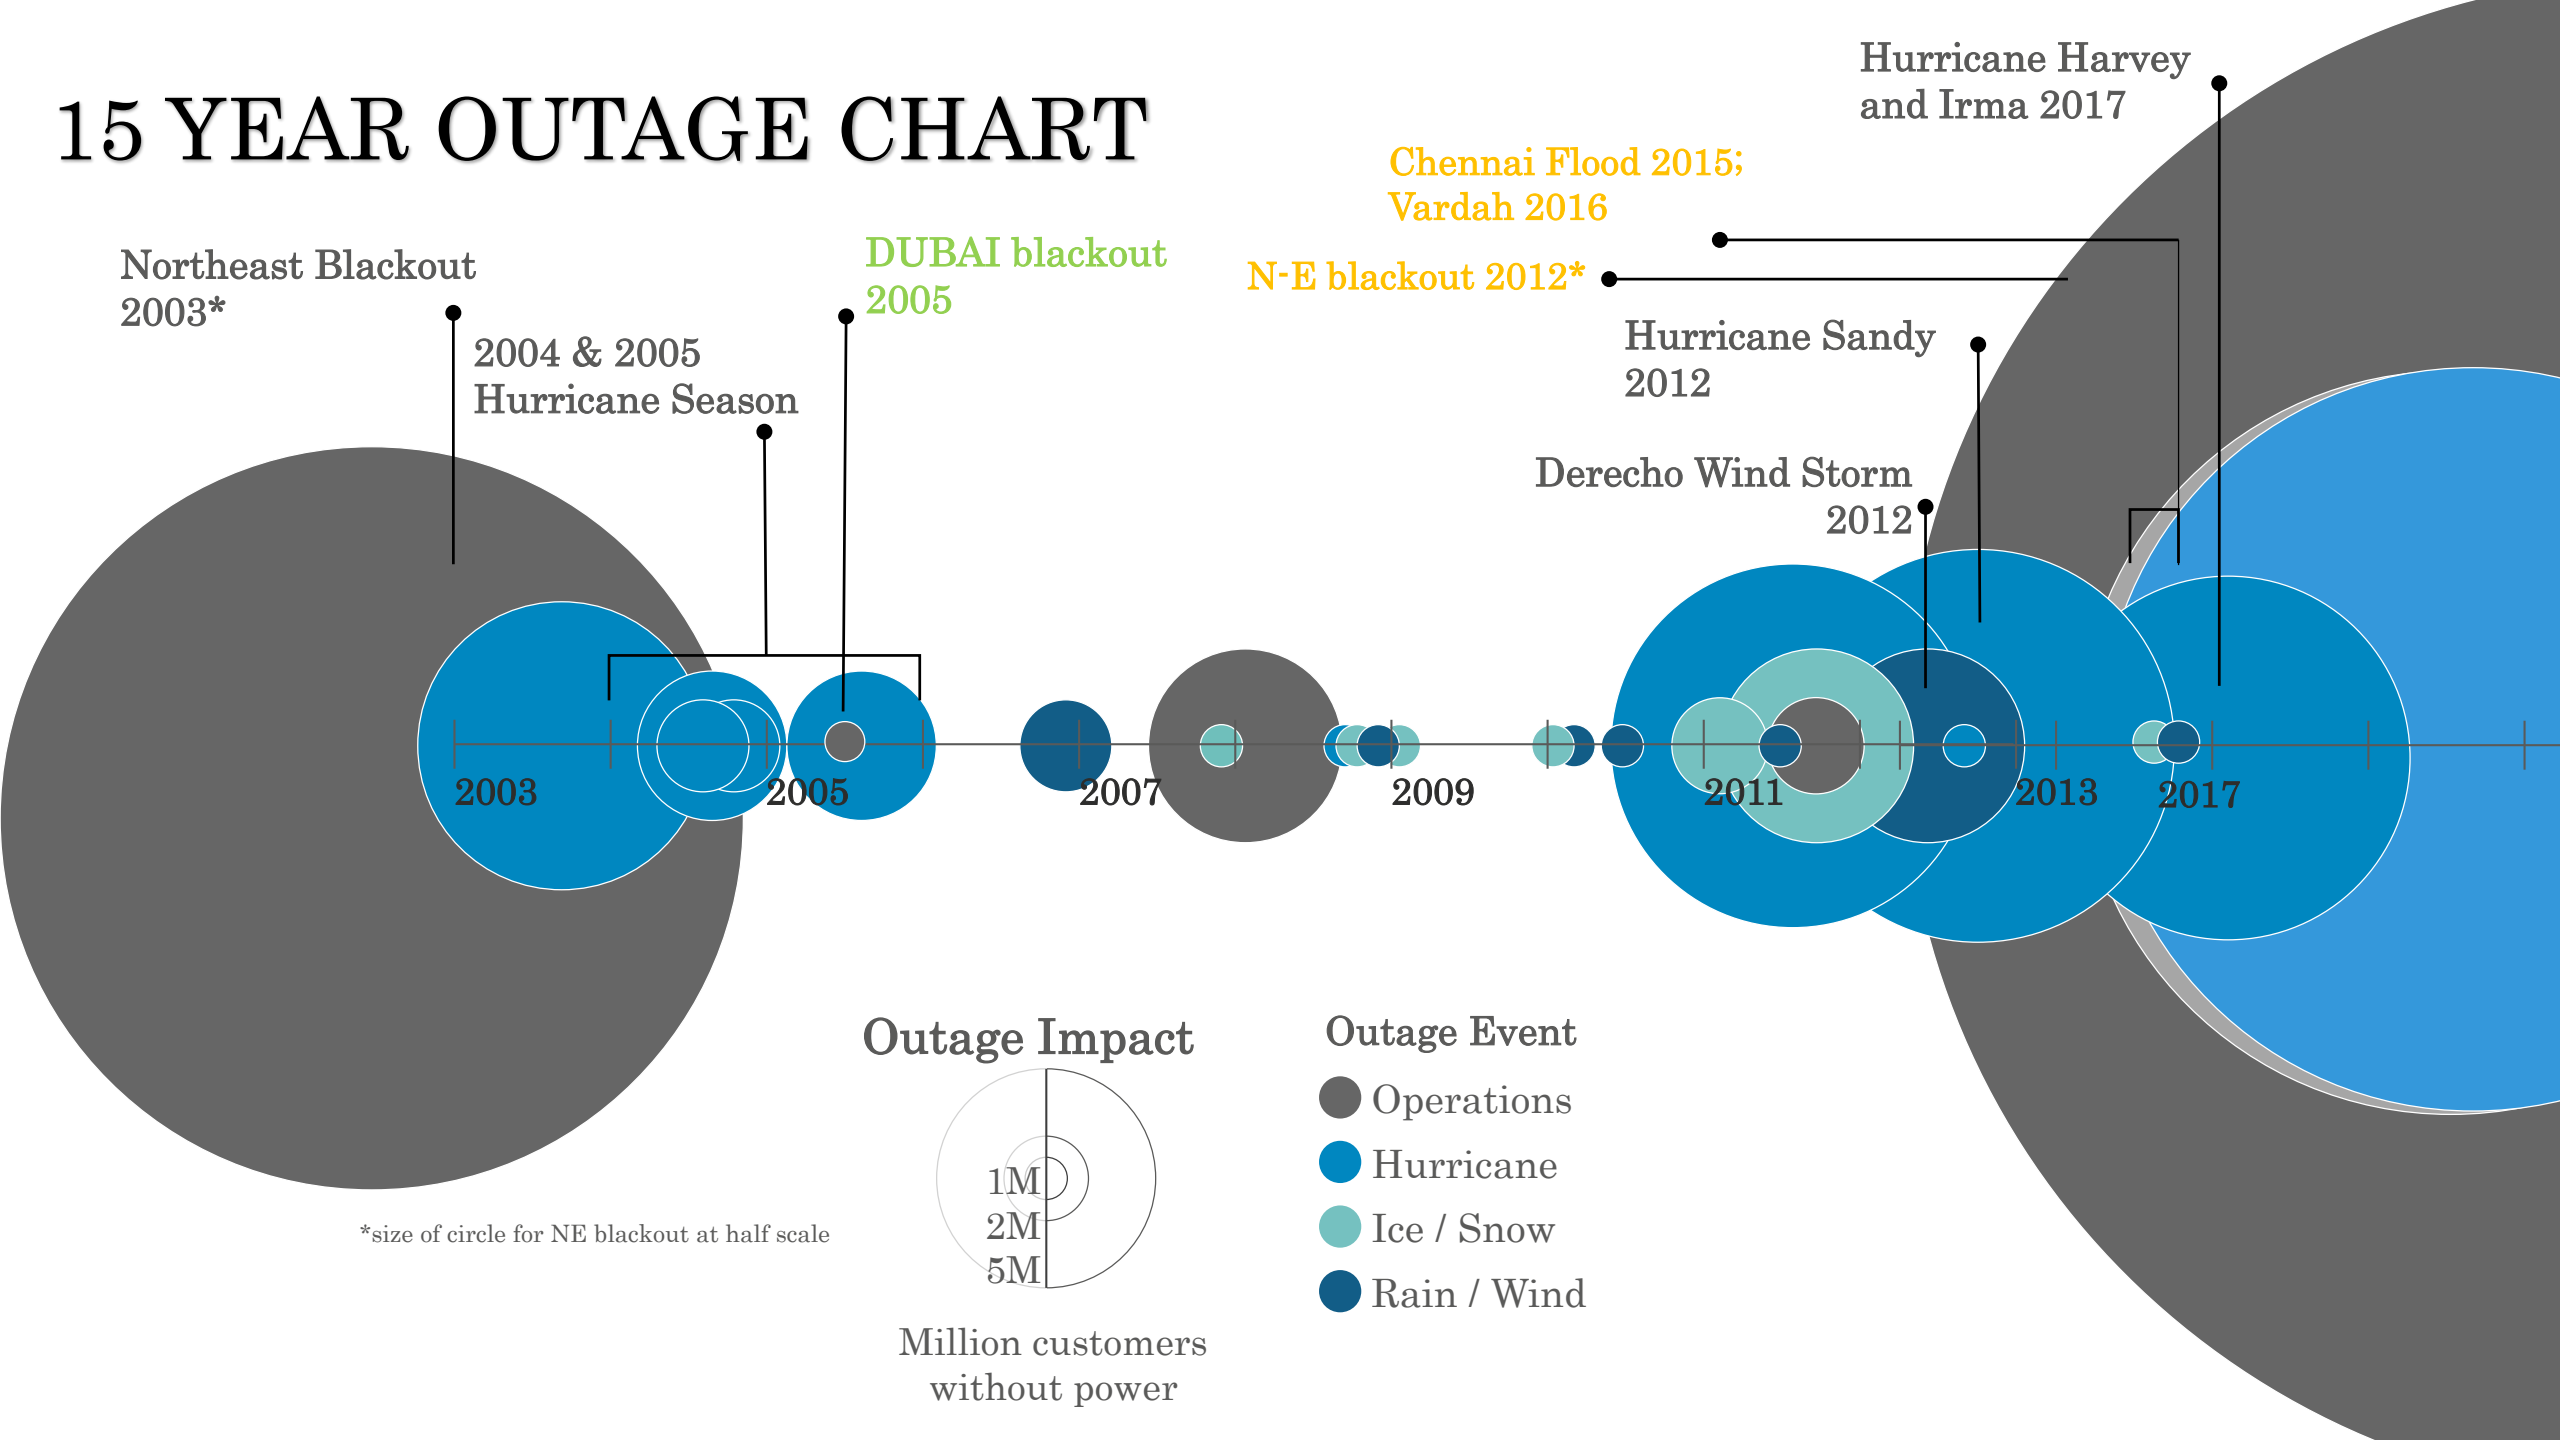 15 YEAR OUTAGE CHART
Hurricane Harvey
and Irma 2017
Chennai Flood 2015;
Vardah 2016
N-E blackout 2012*
DUBAI blackout
2005
Northeast Blackout
2003*
2004 & 2005
Hurricane Season
Hurricane Sandy
2012
Derecho Wind Storm
2012
2003
2005
2007
2009
2011
2013
2017
Outage Impact
1M
2M
5M
Million customers
without power
Outage Event
Operations
Hurricane
Ice / Snow
Rain / Wind
*size of circle for NE blackout at half scale